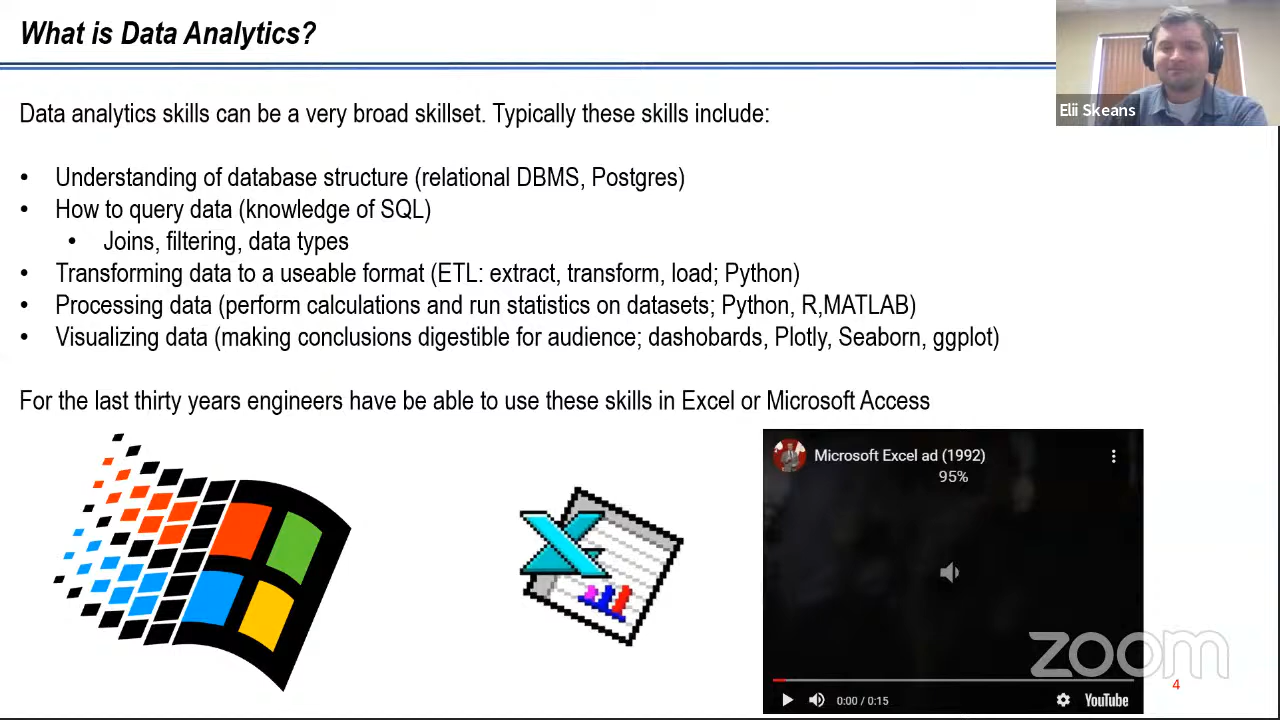 What is Data Analytics?
Elii Skeans
Data analytics skills can be a very broad skillset. Typically these skills include:
• Understanding of database structure (relational DBMS, Postgres)
• How to query data (knowledge of SQL)
• Joins, filtering, data types
• Transforming data to a useable format (ETL: extract, transform, load; Python)
• Processing data (perform calculations and run statistics on datasets; Python, R,MATLAB)
• Visualizing data (making conclusions digestible for audience; dashobards, Plotly, Seaborn, ggplot)
For the last thirty years engineers have be able to use these skills in Excel or Microsoft Access
Microsoft Excel ad (1992)
95%
zoom
4
0:00 / 0:15
YouTube